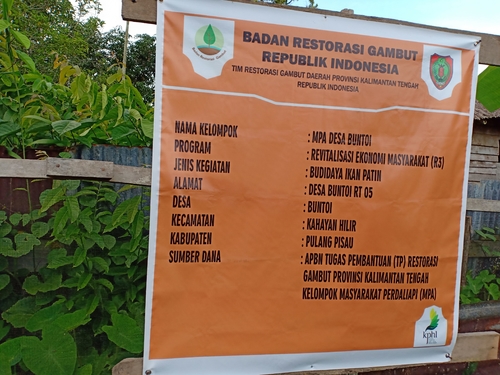 BADAN RESTORASI GAMBUT
REPUBLIK INDONESIA
TIM RESTORASI GAMBUT DAERAH PROVINSI KALIMANTAN TENGAH
REPUBLIK INDONESIA
NAMA KELOMPOK : MPA DESA BUNTOI
PROGRAM : REVITALISASI EKONOMI MASYARAKAT (R3)
JENIS KEGIATAN : BUDIDAYA IKAN PATIN
ALAMAT : DESA BUNTOI RT 05
DESA : BUNTOI
KECAMATAN : KAHAYAN HILIR
KABUPATEN : PULANG PISAU
SUMBER DANA : APBN TUGAS PEMBANTUAN (TP) RESTORASI
GAMBUT PROVINSI KALIMANTAN TENGAH
KELOMPOK MASYARAKAT PERDALIAPI (MPA)
kphl